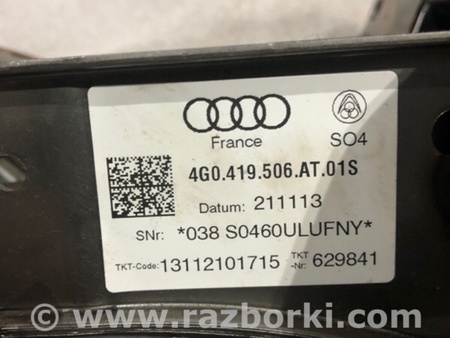 France SO4
4G0.419.506.AT.01S
Datum: 211113
SNr: *038 S0460ULUFNY*
TKT-Code: 13112101715 TKT-Nr: 629841
© www.razborki.com